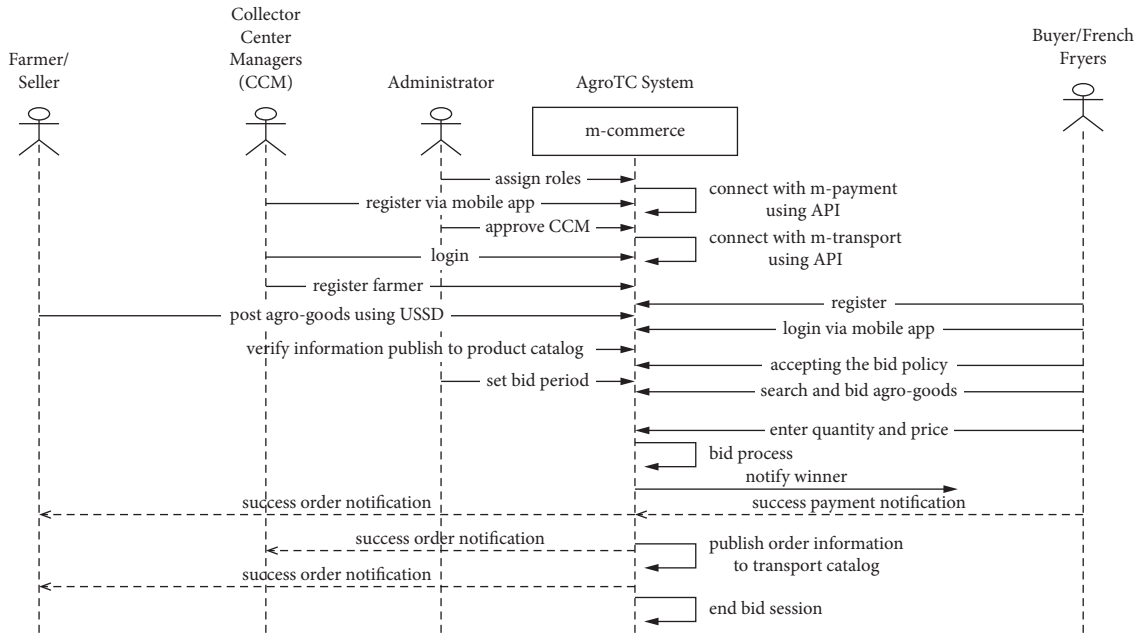 Collector
Center
Managers
(CCM)
Farmer/
Seller
Administrator
AgroTC System
Buyer/French
Fryers
m-commerce
assign roles
connect with m-payment
using API
register via mobile app
approve CCM
connect with m-transport
using API
login
register farmer
register
post agro-goods using USSD
login via mobile app
verify information publish to product catalog
accepting the bid policy
set bid period
search and bid agro-goods
enter quantity and price
bid process
notify winner
success order notification
success payment notification
success order notification
publish order information
to transport catalog
success order notification
end bid session